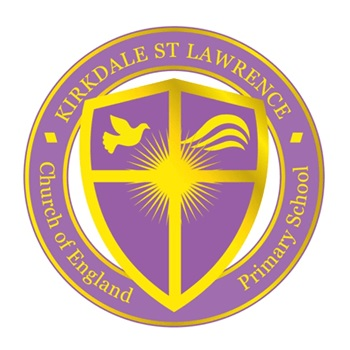 KIRKDALE ST LAWRENCE
Church of England
Primary School